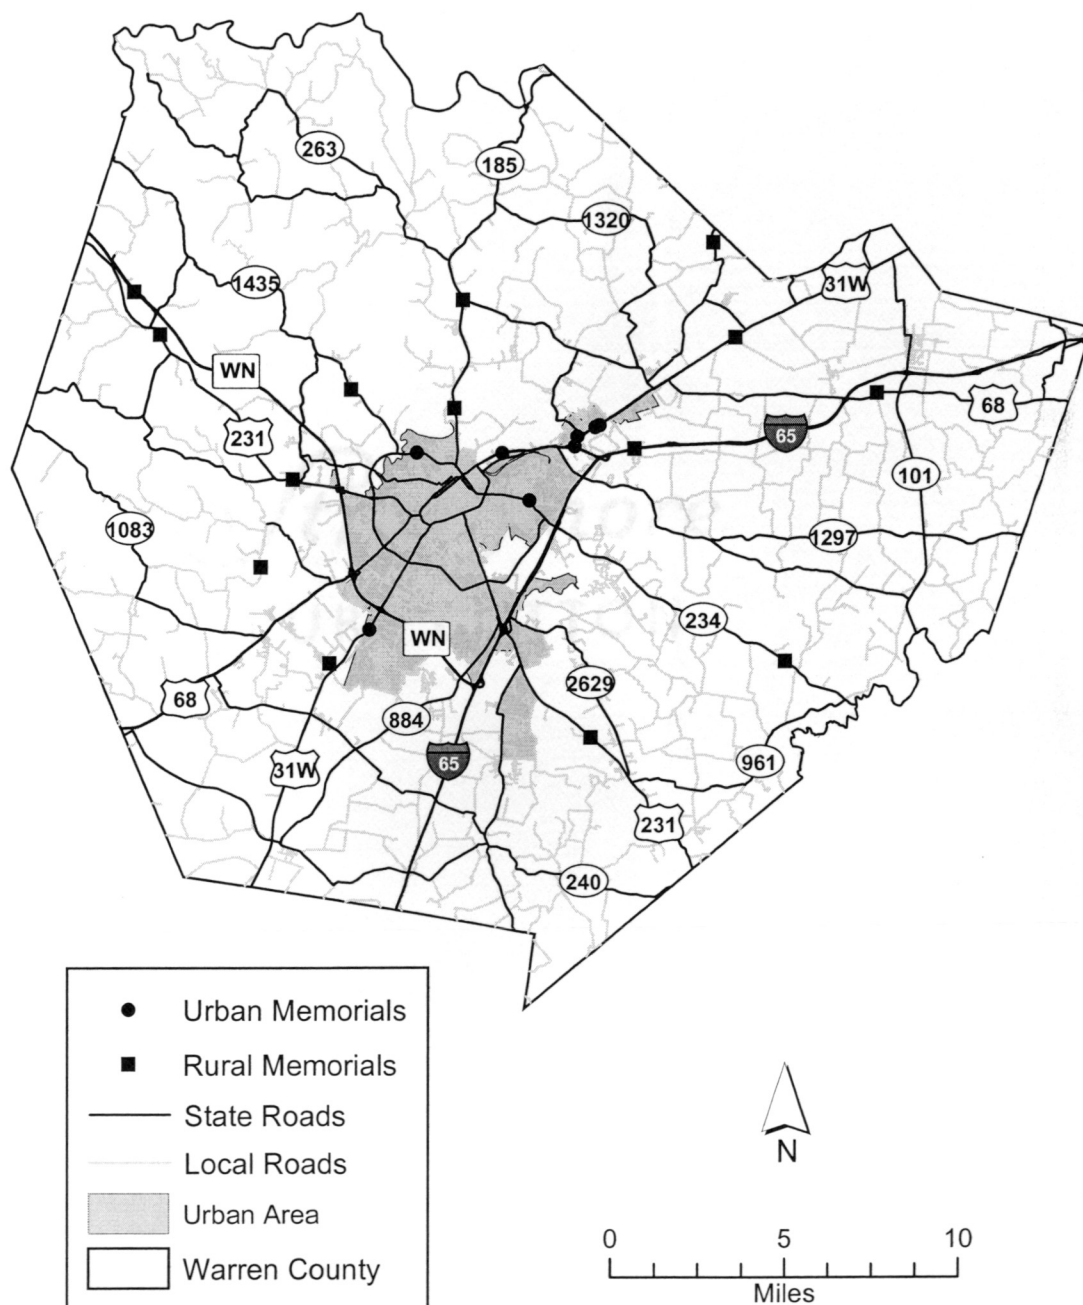 263
185
1320
31W
1435
WN
231
68
65
101
1083
1297
234
WN
2629
68
884
31W
65
961
231
240
Urban Memorials
Rural Memorials
State Roads
Local Roads
Urban Area
Warren County
N
0 5 10
Miles